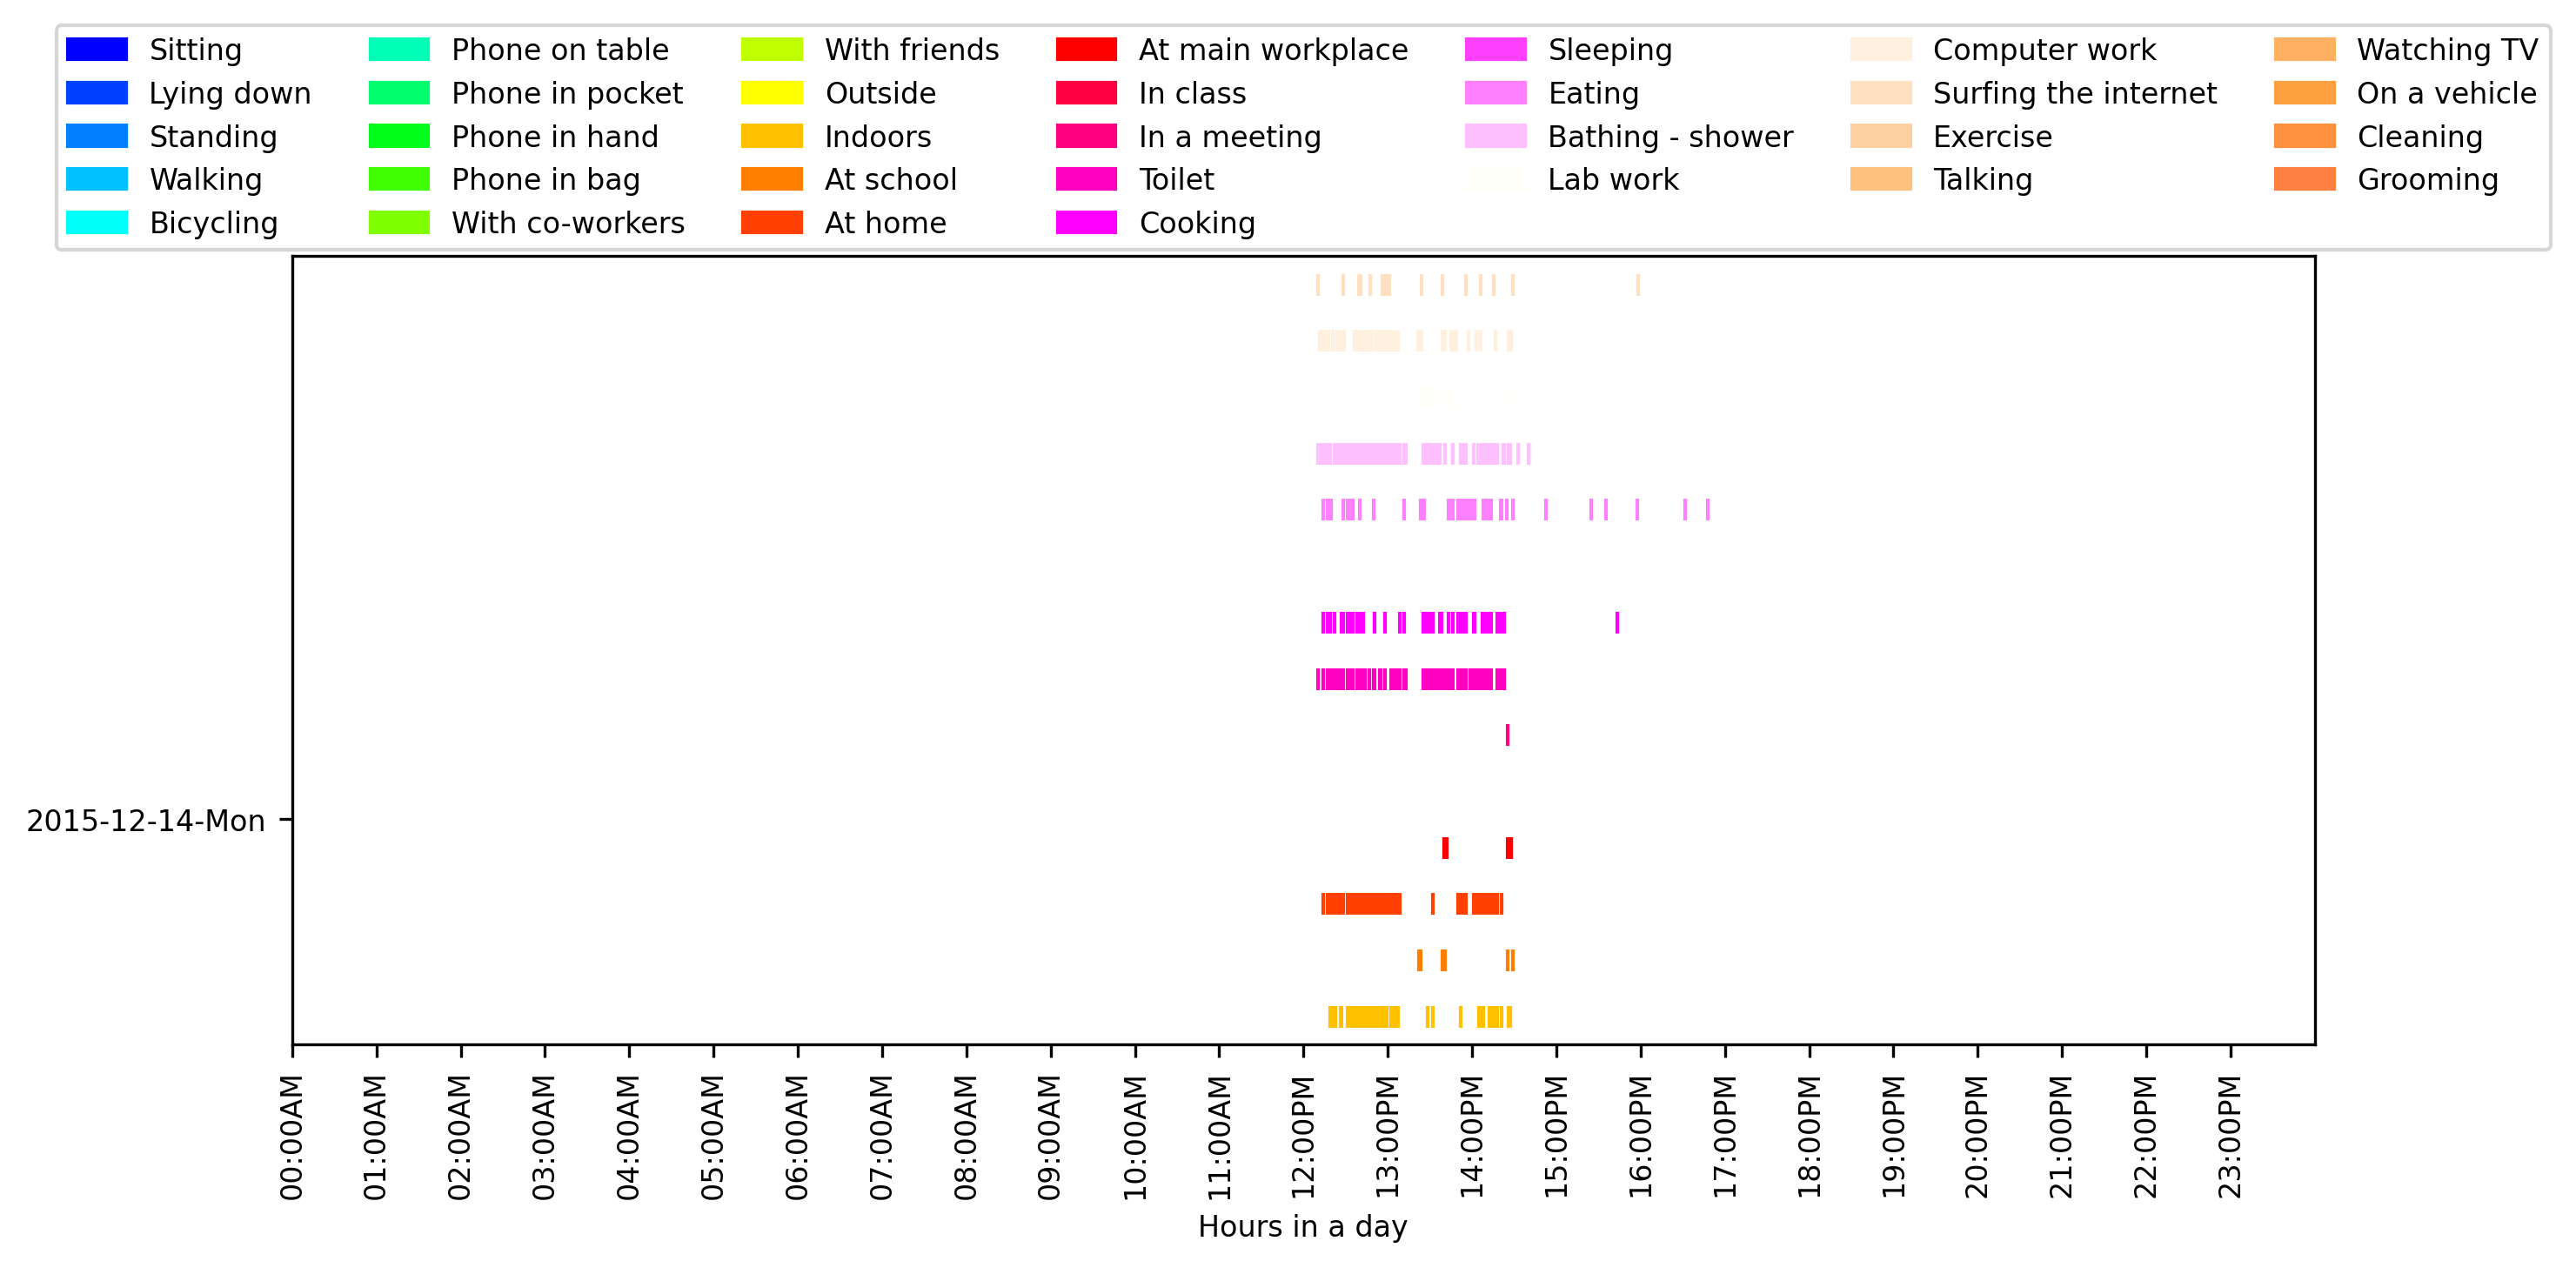 Sitting
Lying down
Standing
Walking
Bicycling
Phone on table
Phone in pocket
Phone in hand
Phone in bag
With co-workers
With friends
Outside
Indoors
At school
At home
At main workplace
In class
In a meeting
Toilet
Cooking
Sleeping
Eating
Bathing - shower
Lab work
Computer work
Surfing the internet
Exercise
Talking
Watching TV
On a vehicle
Cleaning
Grooming
2015-12-14-Mon
00:00AM
01:00AM
02:00AM
03:00AM
04:00AM
05:00AM
06:00AM
07:00AM
08:00AM
09:00AM
10:00AM
11:00AM
12:00PM
13:00PM
14:00PM
15:00PM
16:00PM
17:00PM
18:00PM
19:00PM
20:00PM
21:00PM
22:00PM
23:00PM
Hours in a day